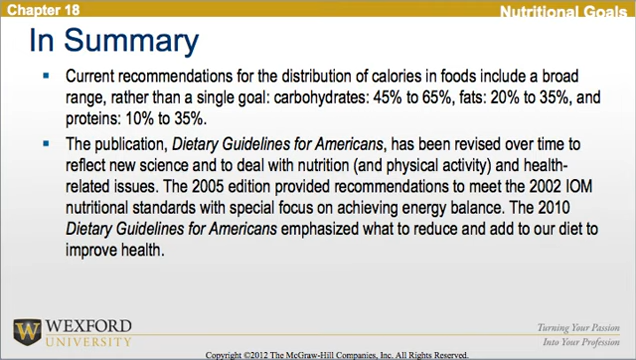 Chapter 18
Nutritional Goals
In Summary
Current recommendations for the distribution of calories in foods include a broad
range, rather than a single goal: carbohydrates: 45% to 65%, fats: 20% to 35%, and
proteins: 10% to 35%.
The publication, Dietary Guidelines for Americans, has been revised over time to
reflect new science and to deal with nutrition (and physical activity) and health-
related issues. The 2005 edition provided recommendations to meet the 2002 IOM
nutritional standards with special focus on achieving energy balance. The 2010
Dietary Guidelines for Americans emphasized what to reduce and add to our diet to
improve health.
W WEXFORD
UNIVERSITY
Turning Your Passion
Into Your Profession
Copyright ©2012 The McGraw-Hill Companies, Inc. All Rights Reserved.